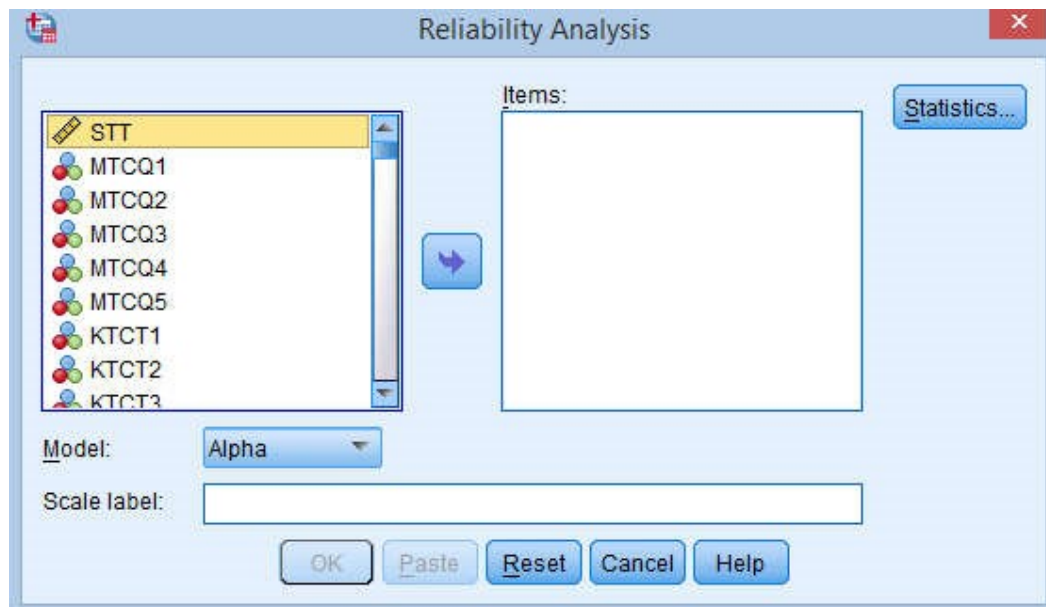 Reliability Analysis
Items:
Statistics...
STT
MTCQ1
MTCQ2
MTCQ3
MTCQ4
MTCQ5
KTCT1
KTCT2
KTCT3
Model:
Alpha
Scale label:
OK Paste Reset Cancel Help